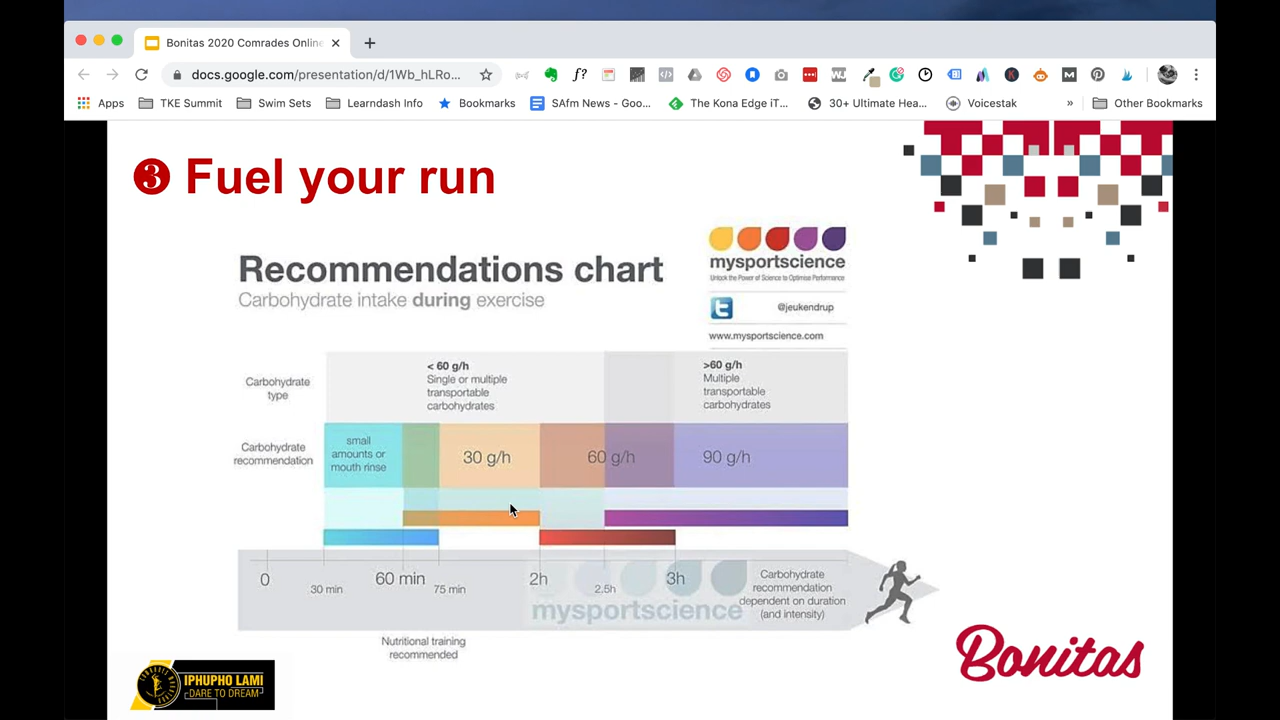 Bonitas 2020 Comrades Online
docs.google.com/presentation/d/1Wb_hLRo...
Apps
TKE Summit
Swim Sets
Learndash Info
Bookmarks
SAfm News - Goo...
The Kona Edge iT...
30+ Ultimate Hea...
Voicestak
»
Other Bookmarks
❸ Fuel your run
Recommendations chart
Carbohydrate intake during exercise
mysportscience
Unlock the Power of Science to Optimise Performance
@jeukendrup
www.mysportscience.com
Carbohydrate
type
< 60 g/h
Single or multiple
transportable
carbohydrates
>60 g/h
Multiple
transportable
carbohydrates
Carbohydrate
recommendation
small
amounts or
mouth rinse
30 g/h
60 g/h
90 g/h
0
30 min
60 min
75 min
2h
2,5h
3h
Carbohydrate
recommendation
dependent on duration
(and intensity)
mysportscience
Nutritional training
recommended
IPHUPHO LAMI
DARE TO DREAM
Bonitas